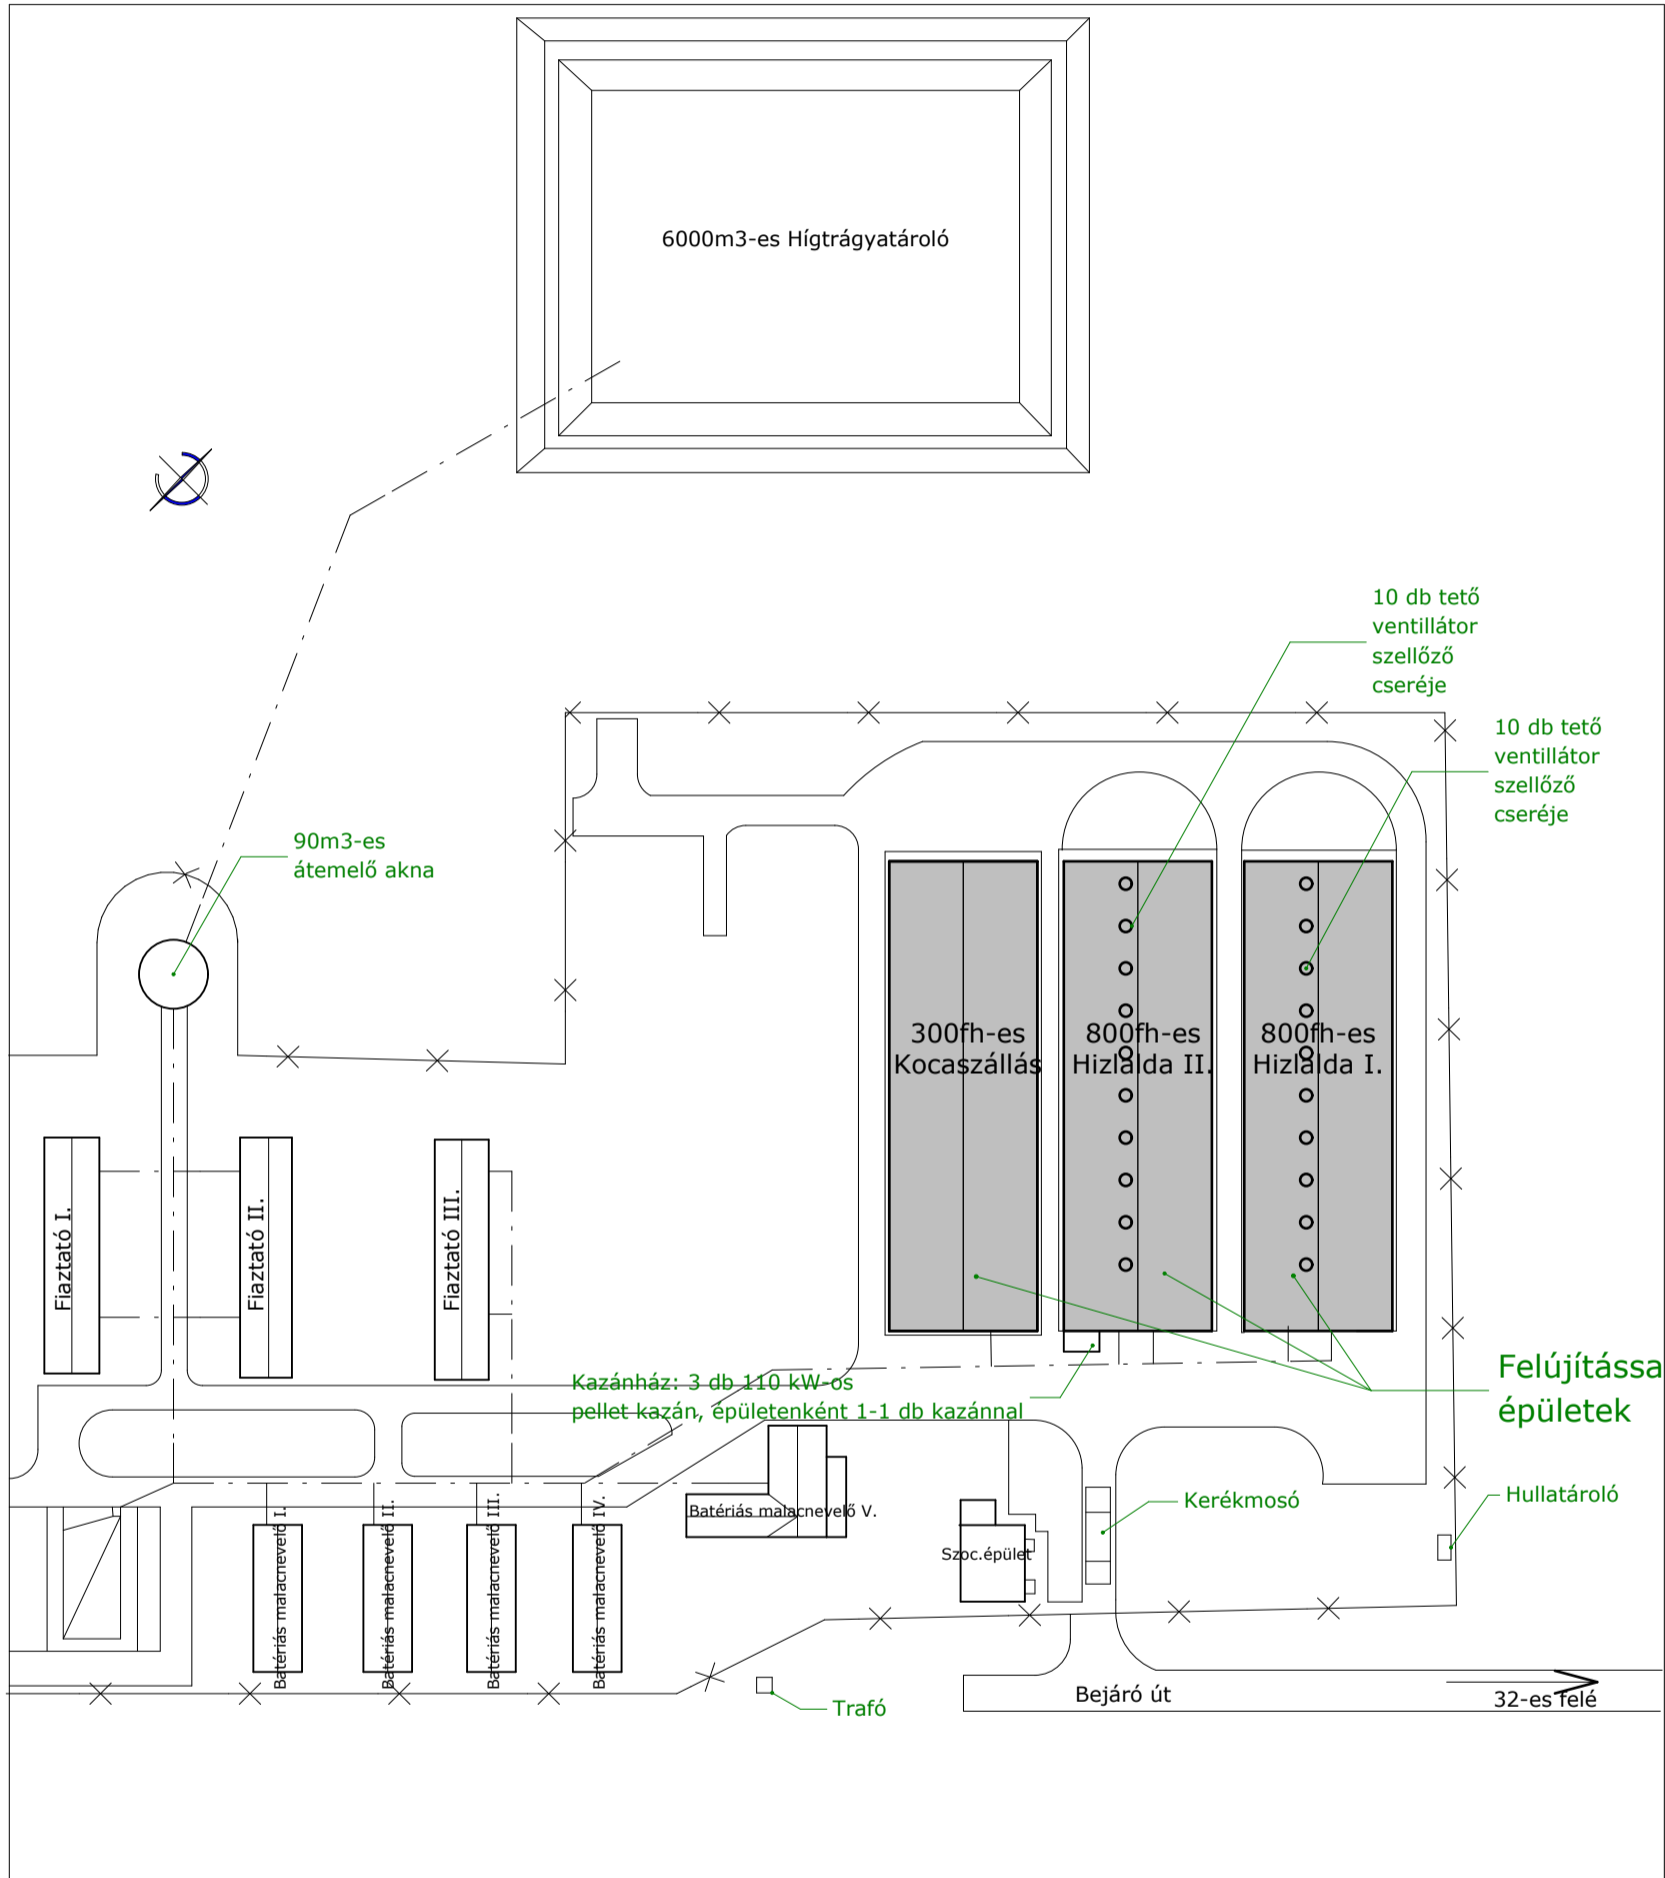 6000m3-es Hígtrágyatároló
10 db tető
ventillátor
szellőző
cseréje
10 db tető
ventillátor
szellőző
cseréje
90m3-es
átemelő akna
300fh-es
Kocaszállás
800fh-es
Hizlalda II.
800fh-es
Hizlalda I.
Fiaztató I.
Fiaztató II.
Fiaztató III.
Felújítássa
épületek
Kazánház: 3 db 110 kW-os
pellet kazán, épületenként 1-1 db kazánnal
Batériás malacnevelő I.
Batériás malacnevelő II.
Batériás malacnevelő III.
Batériás malacnevelő IV.
Batériás malacnevelő V.
Szoc.épület
Kerékmosó
Hullatároló
Trafó
Bejáró út
32-es felé